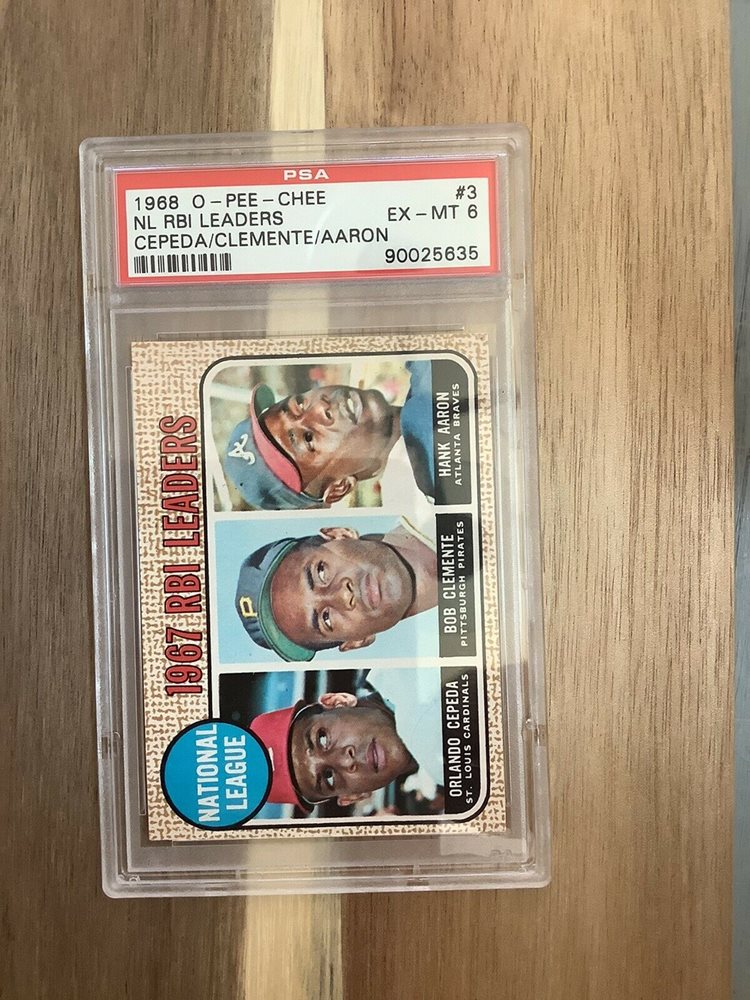 PSA
1968 O-PEE-CHEE #3
NL RBI LEADERS EX-MT 6
CEPEDA/CLEMENTE/AARON
90025635
1967 RBI LEADERS
NATIONAL
LEAGUE
ORLANDO CEPEDA
ST. LOUIS CARDINALS
BOB CLEMENTE
PITTSBURGH PIRATES
HANK AARON
ATLANTA BRAVES
P
A